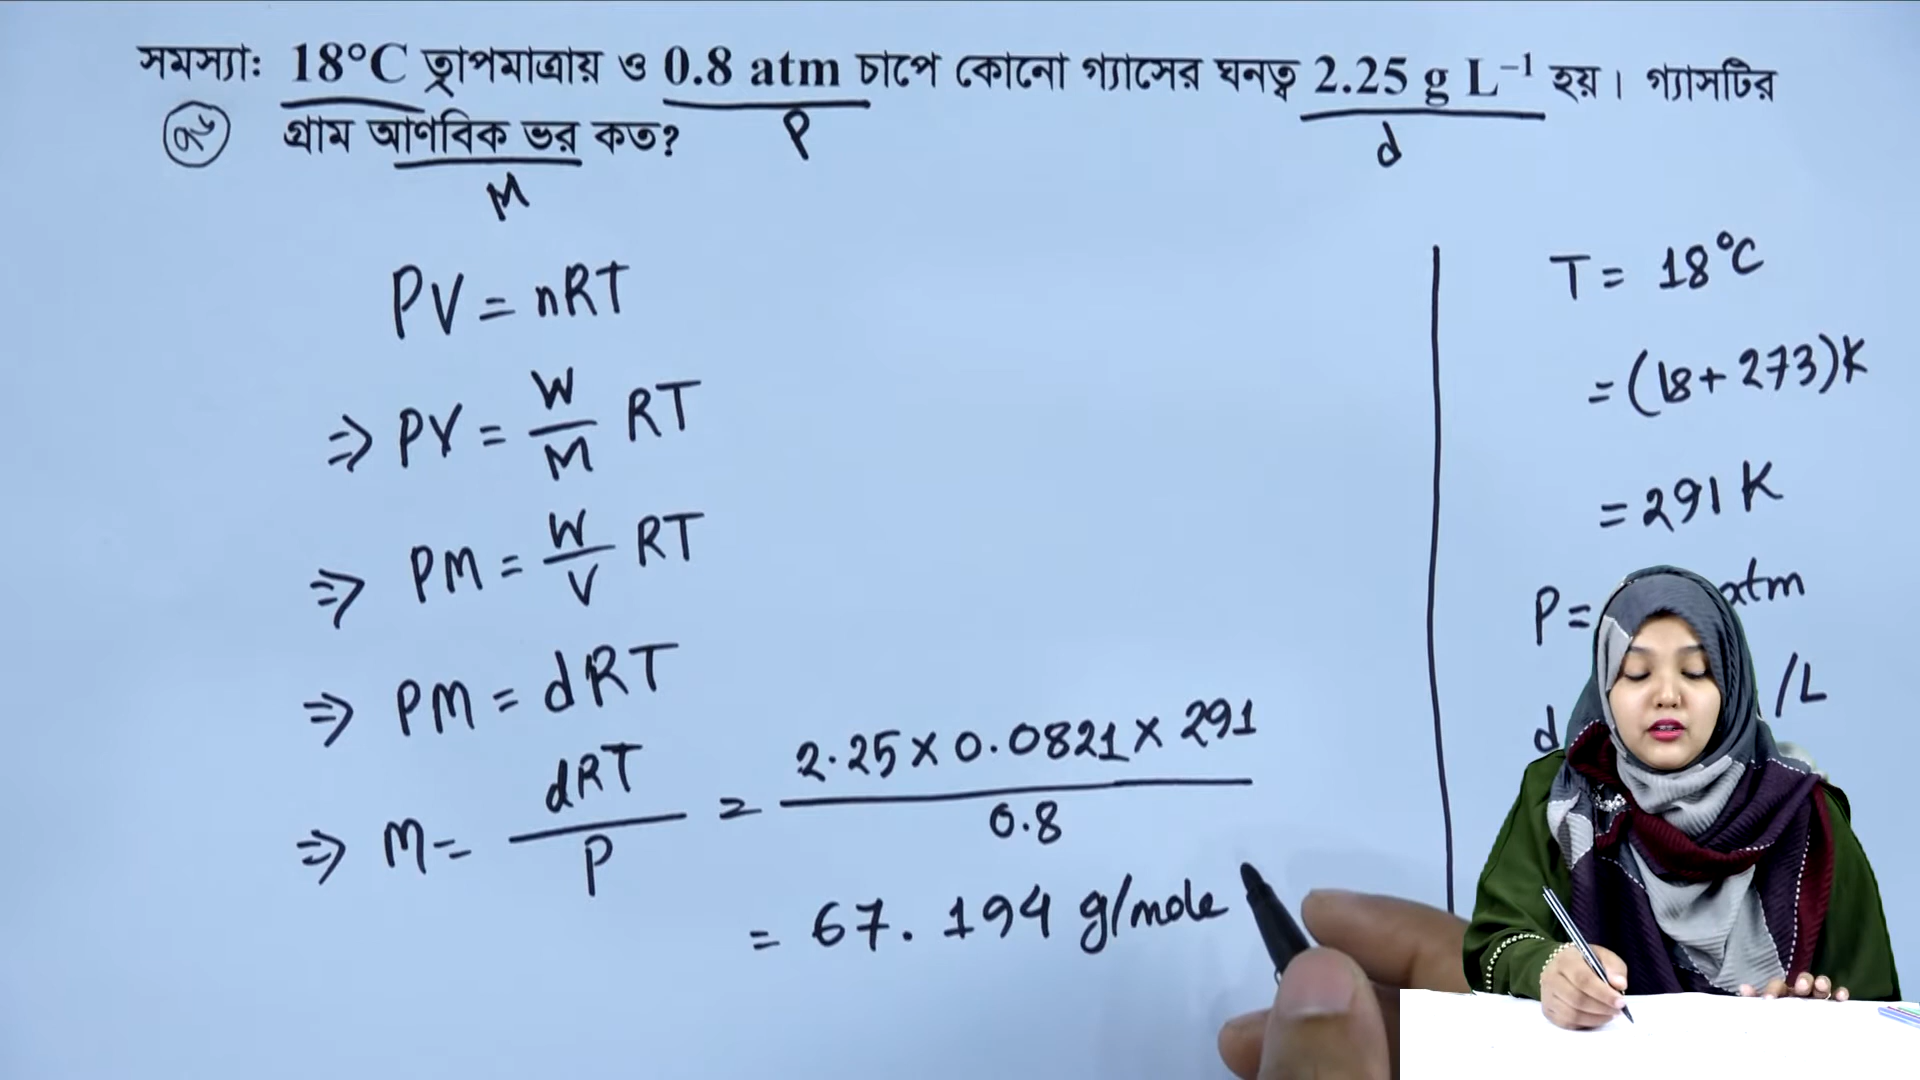 সমস্যাঃ 18°C তাপমাত্রায় ও 0.8 atm চাপে কোনো গ্যাসের ঘনত্ব 2.25 g L⁻¹ হয়। গ্যাসটির
গ্রাম আণবিক ভর কত?
P
d
M
PV = nRT
⇒ PV = W/M RT
⇒ PM = W/V RT
⇒ PM = dRT
⇒ M = dRT/P = 2.25 × 0.0821 × 291 / 0.8
= 67.194 g/mole
T = 18°C
= (18 + 273)K
= 291 K
P = atm
d /L